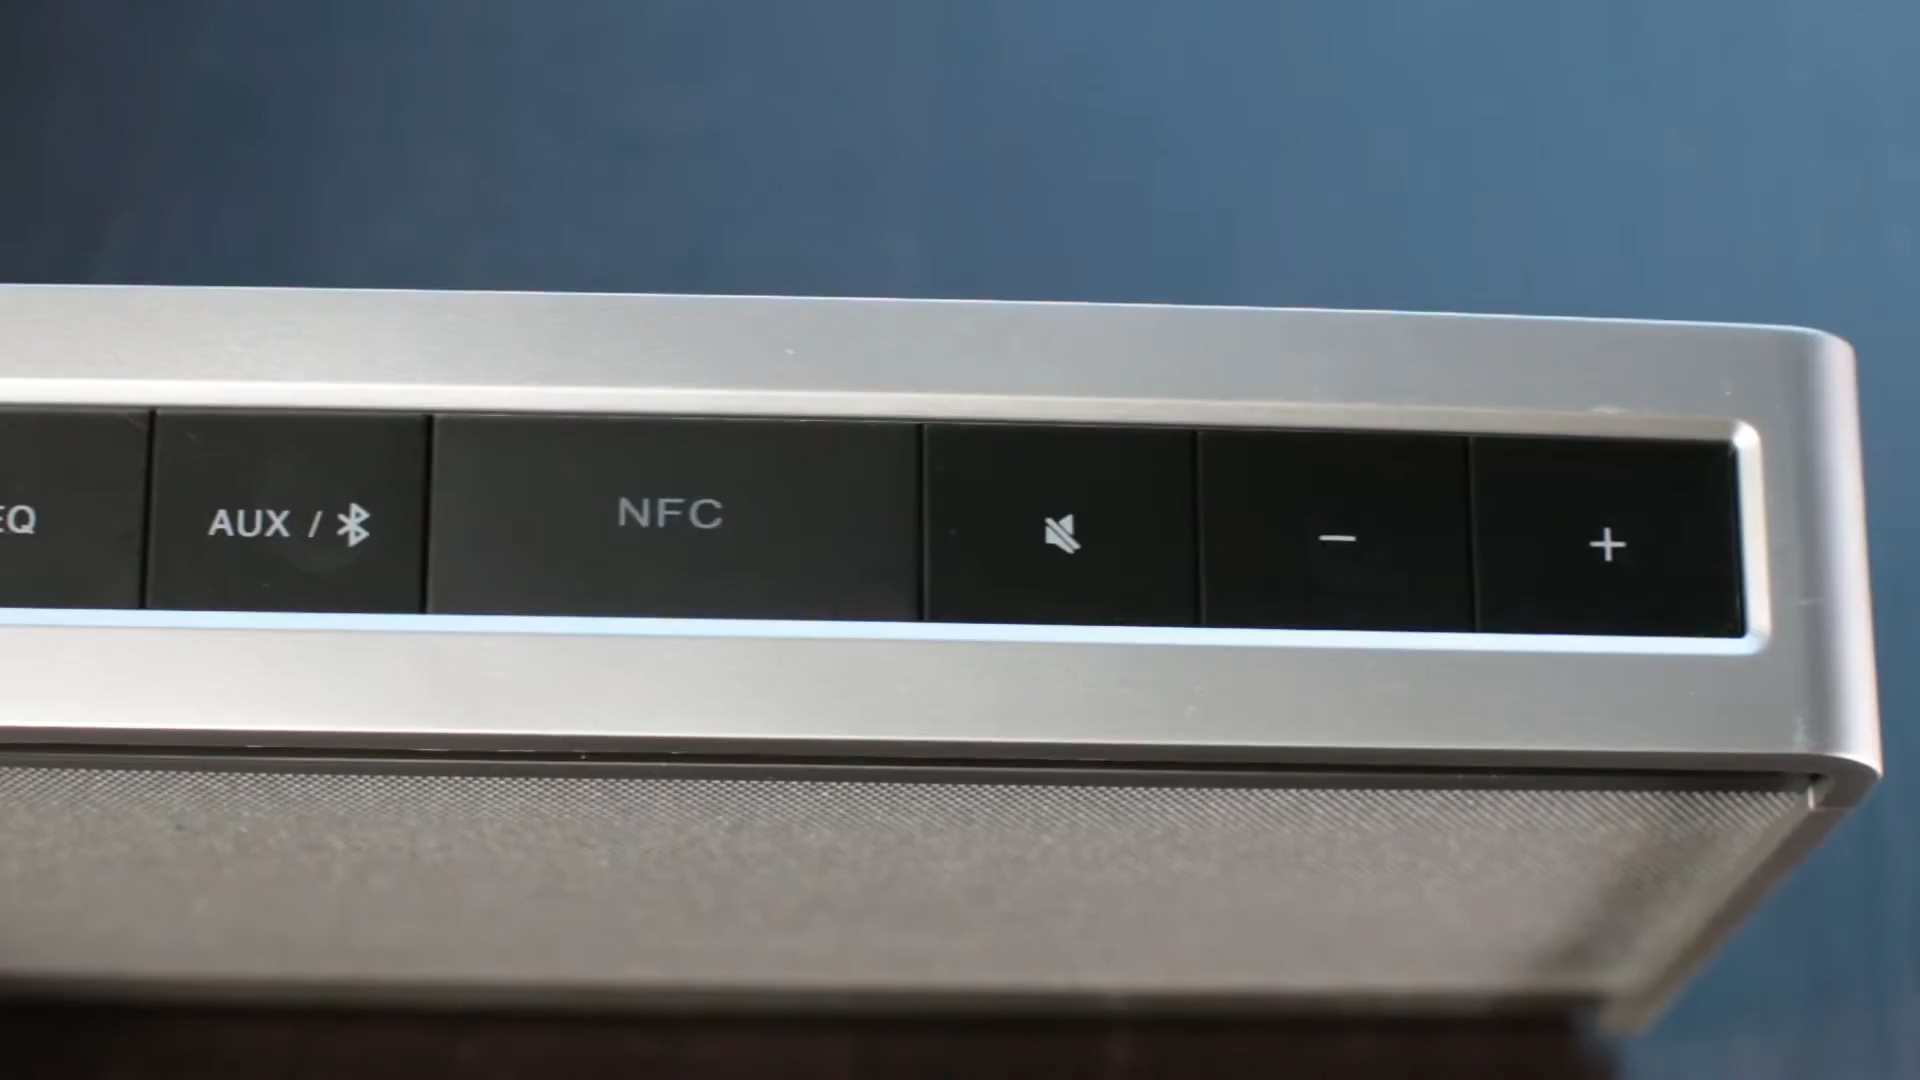 EQ AUX / NFC − +